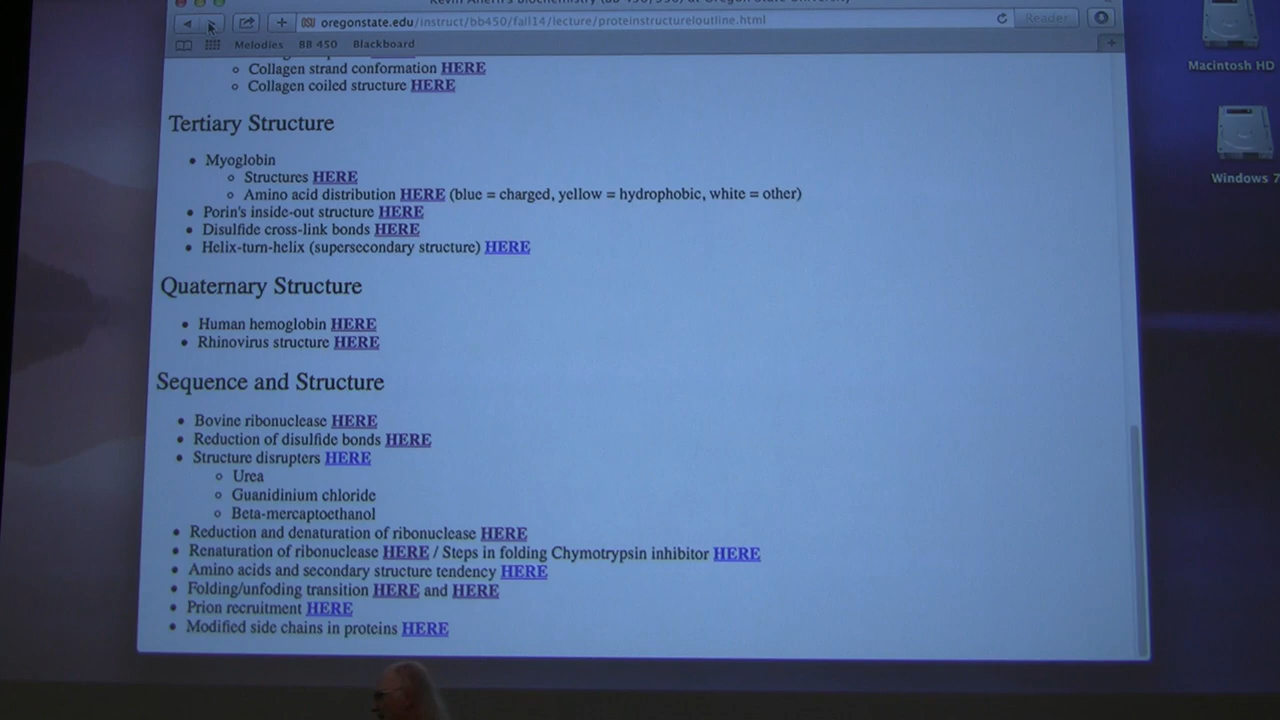 oregonstate.edu/instruct/bb450/fall14/lecture/proteinstructureloutline.html
Reader
Melodies BB 450 Blackboard
Macintosh HD
Collagen strand conformation HERE
Collagen coiled structure HERE
Tertiary Structure
Windows 7
Myoglobin
Structures HERE
Amino acid distribution HERE (blue = charged, yellow = hydrophobic, white = other)
Porin's inside-out structure HERE
Disulfide cross-link bonds HERE
Helix-turn-helix (supersecondary structure) HERE
Quaternary Structure
Human hemoglobin HERE
Rhinovirus structure HERE
Sequence and Structure
Bovine ribonuclease HERE
Reduction of disulfide bonds HERE
Structure disrupters HERE
Urea
Guanidinium chloride
Beta-mercaptoethanol
Reduction and denaturation of ribonuclease HERE
Renaturation of ribonuclease HERE / Steps in folding Chymotrypsin inhibitor HERE
Amino acids and secondary structure tendency HERE
Folding/unfoding transition HERE and HERE
Prion recruitment HERE
Modified side chains in proteins HERE